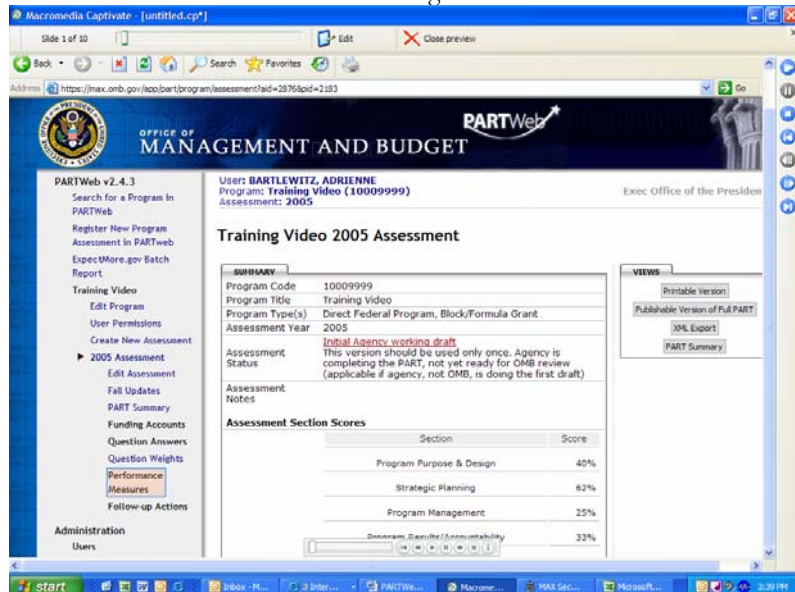 Macromedia Captivate - [untitled.cp*]
Slide 1 of 10 Edit Close preview
Back Search Favorites
Address https://max.omb.gov/app/part/program/assessment?aid=2876&pid=2183 Go
PARTWeb
OFFICE OF
MANAGEMENT AND BUDGET
PARTWeb v2.4.3
Search for a Program in
PARTWeb
Register New Program
Assessment in PARTweb
ExpectMore.gov Batch
Report
Training Video
Edit Program
User Permissions
Create New Assessment
2005 Assessment
Edit Assessment
Fall Updates
PART Summary
Funding Accounts
Question Answers
Question Weights
Performance
Measures
Follow-up Actions
Administration
Users
User: BARTLEWITZ, ADRIENNE
Program: Training Video (10009999)
Assessment: 2005
Exec Office of the Presiden
Training Video 2005 Assessment
SUMMARY
Program Code 10009999
Program Title Training Video
Program Type(s) Direct Federal Program, Block/Formula Grant
Assessment Year 2005
Assessment
Status
Initial Agency working draft
This version should be used only once. Agency is
completing the PART, not yet ready for OMB review
(applicable if agency, not OMB, is doing the first draft)
Assessment
Notes
Assessment Section Scores
Section Score
Program Purpose & Design 40%
Strategic Planning 62%
Program Management 25%
Program Results/Accountability 33%
VIEWS
Printable Version
Publishable Version of Full PART
XML Export
PART Summary
start Inbox - M... 3 Inter... PARTWe... Macrome... MAX Sec... Microsoft... 3:39 PM